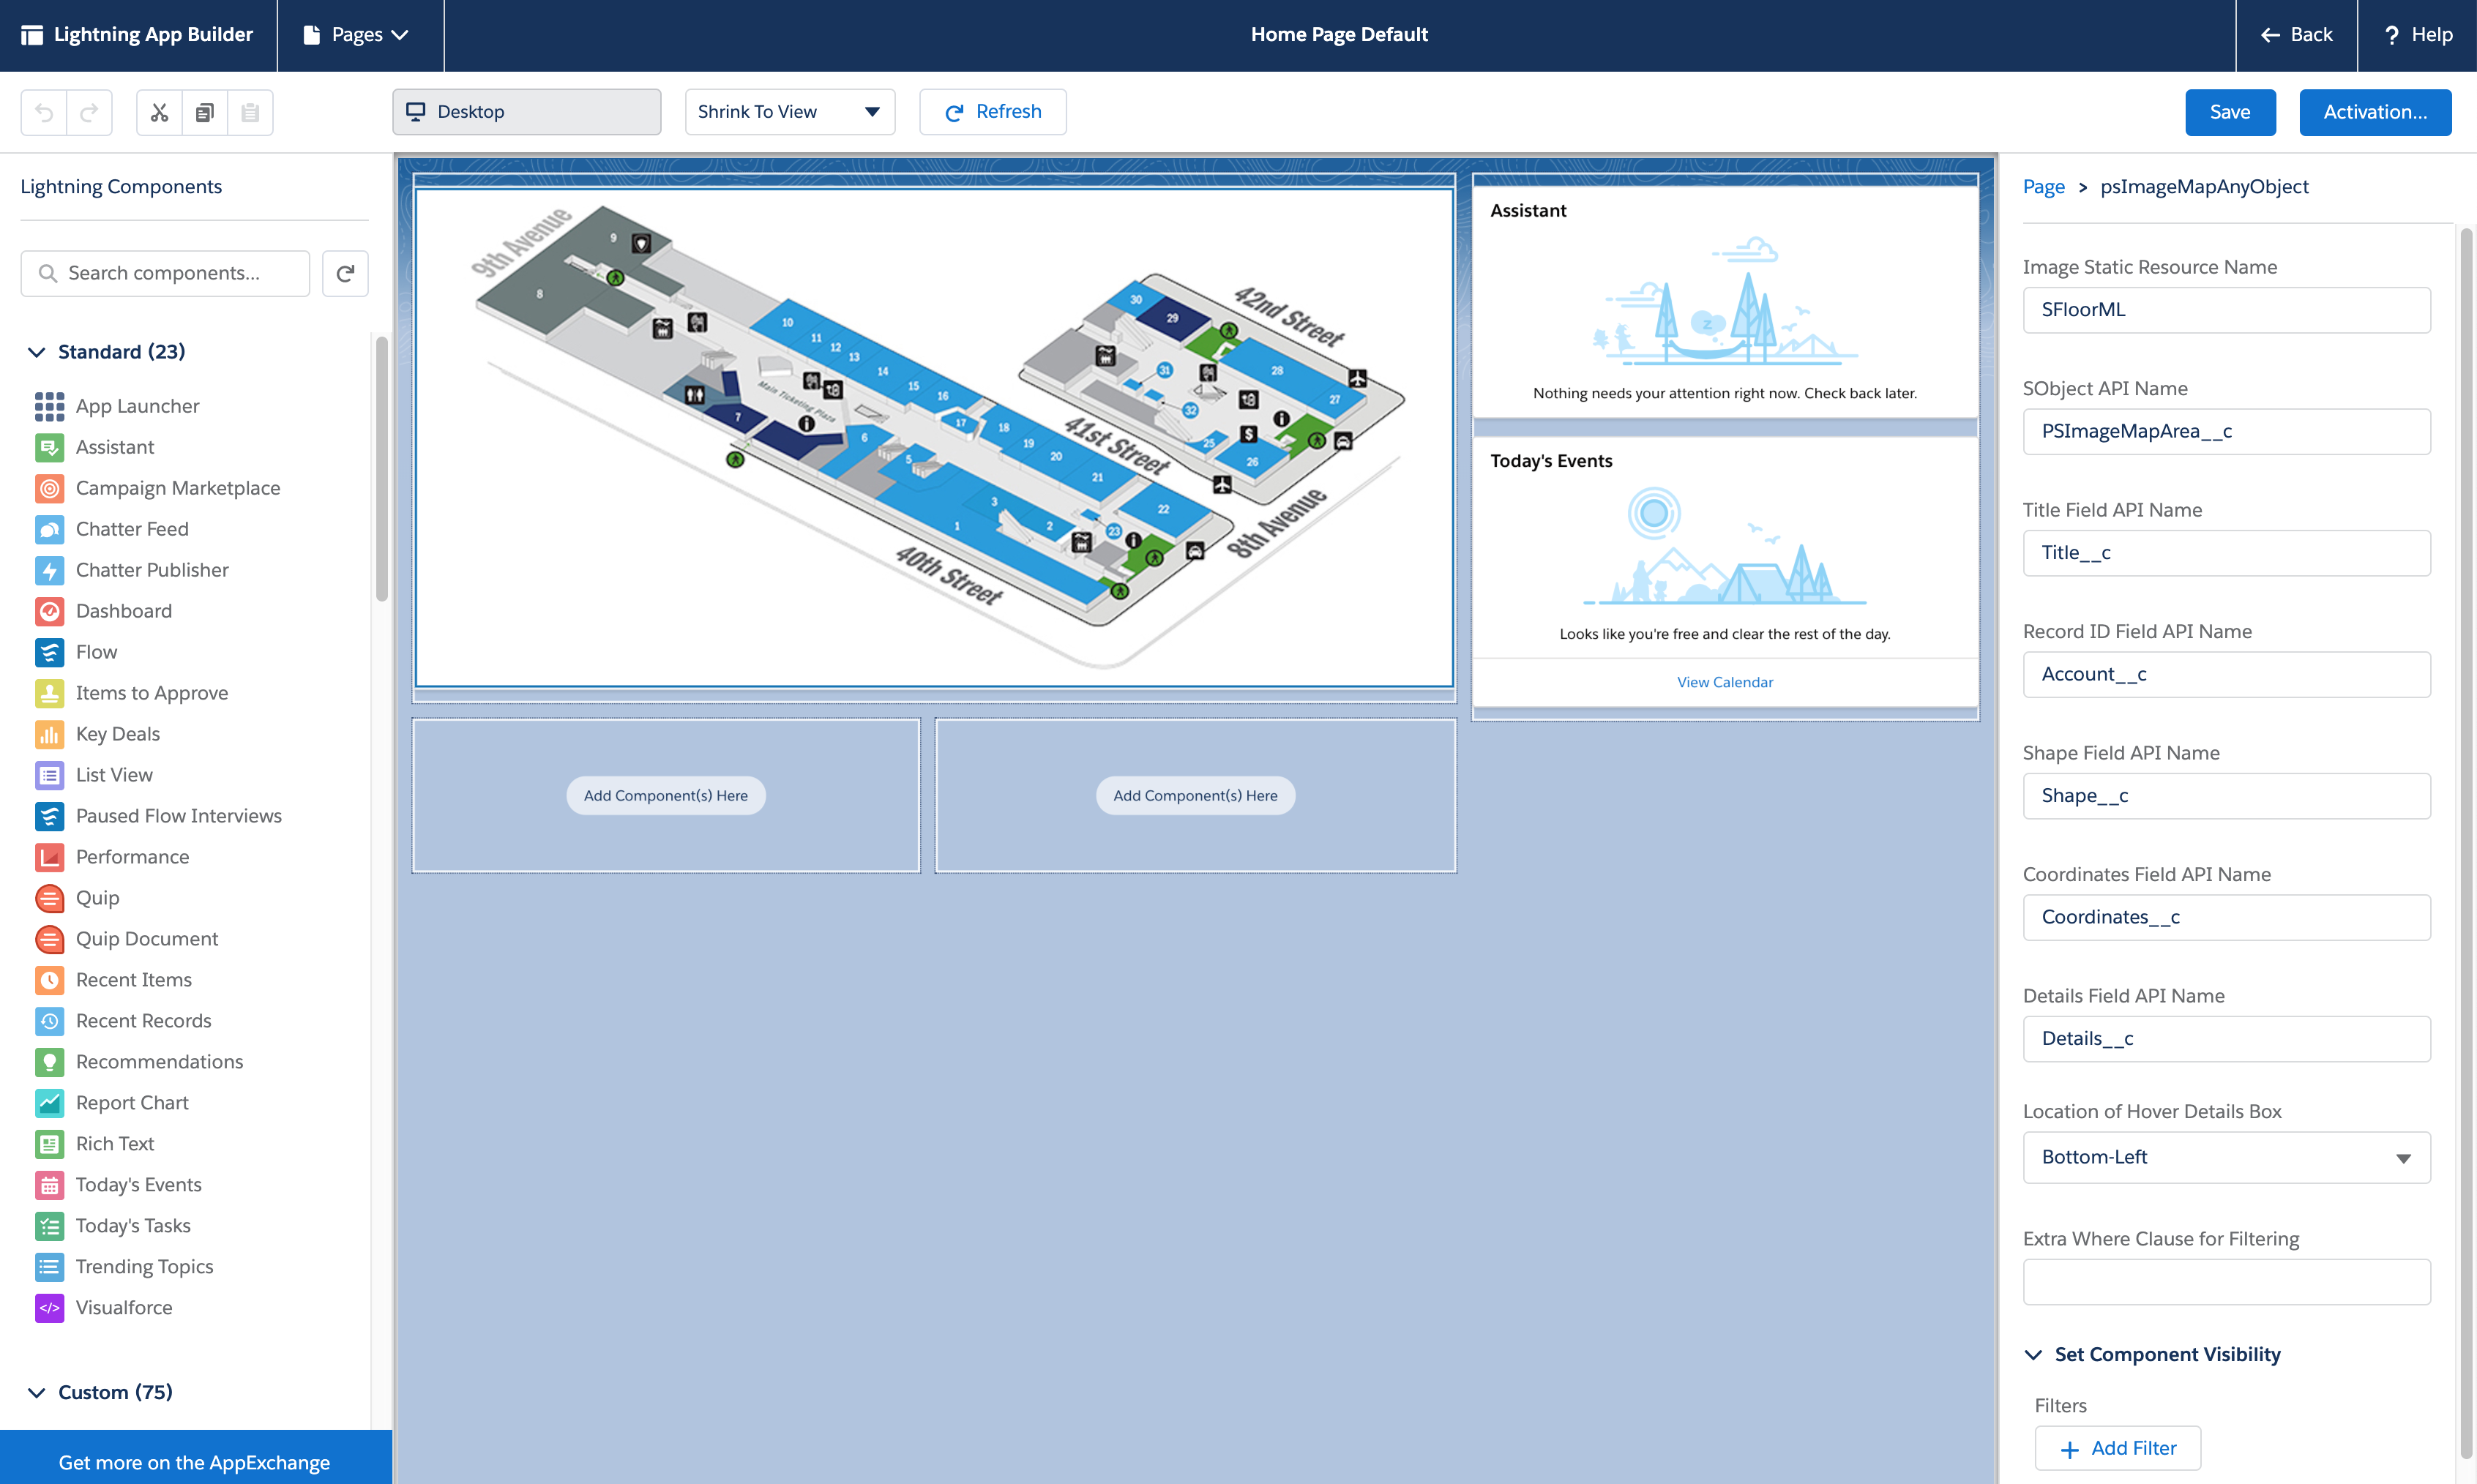 Lightning App Builder
Pages
Home Page Default
Back
? Help
Desktop
Shrink To View
Refresh
Save
Activation...
Lightning Components
Search components...
Standard (23)
App Launcher
Assistant
Campaign Marketplace
Chatter Feed
Chatter Publisher
Dashboard
Flow
Items to Approve
Key Deals
List View
Paused Flow Interviews
Performance
Quip
Quip Document
Recent Items
Recent Records
Recommendations
Report Chart
Rich Text
Today's Events
Today's Tasks
Trending Topics
</> Visualforce
Custom (75)
Get more on the AppExchange
9th Avenue
9
8
10
11
12
13
14
15
16
17
18
19
20
21
22
Main Ticketing Plaza
7
6
5
3
1
2
23
40th Street
41st Street
42nd Street
8th Avenue
30
29
28
27
31
32
25
26
$
Add Component(s) Here
Add Component(s) Here
Assistant
z
Nothing needs your attention right now. Check back later.
Today's Events
Looks like you're free and clear the rest of the day.
View Calendar
Page > psImageMapAnyObject
Image Static Resource Name
SFloorML
SObject API Name
PSImageMapArea__c
Title Field API Name
Title__c
Record ID Field API Name
Account__c
Shape Field API Name
Shape__c
Coordinates Field API Name
Coordinates__c
Details Field API Name
Details__c
Location of Hover Details Box
Bottom-Left
Extra Where Clause for Filtering
Set Component Visibility
Filters
+ Add Filter